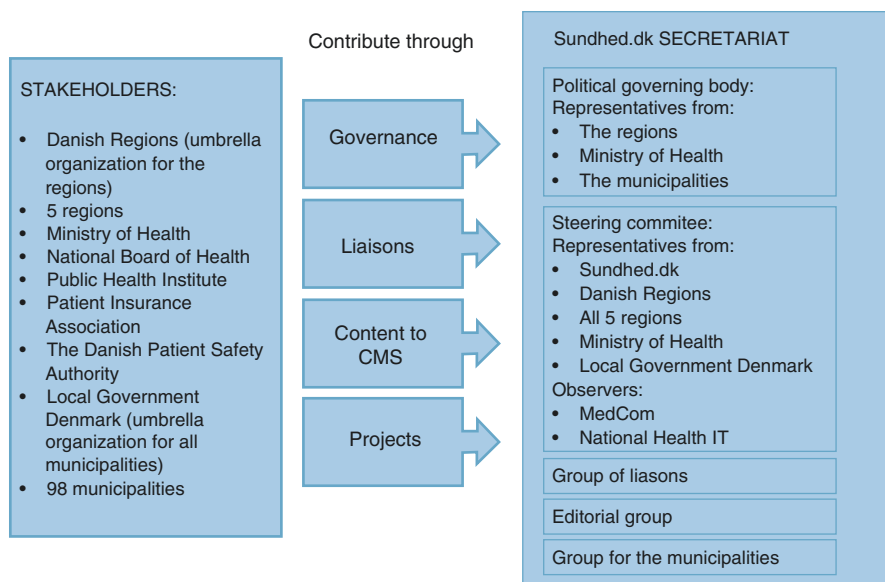 STAKEHOLDERS:
• Danish Regions (umbrella
organization for the
regions)
• 5 regions
• Ministry of Health
• National Board of Health
• Public Health Institute
• Patient Insurance
Association
• The Danish Patient Safety
Authority
• Local Government
Denmark (umbrella
organization for all
municipalities)
• 98 municipalities
Contribute through
Governance
Liaisons
Content to
CMS
Projects
Sundhed.dk SECRETARIAT
Political governing body:
Representatives from:
• The regions
• Ministry of Health
• The municipalities
Steering commitee:
Representatives from:
• Sundhed.dk
• Danish Regions
• All 5 regions
• Ministry of Health
• Local Government Denmark
Observers:
• MedCom
• National Health IT
Group of liasons
Editorial group
Group for the municipalities